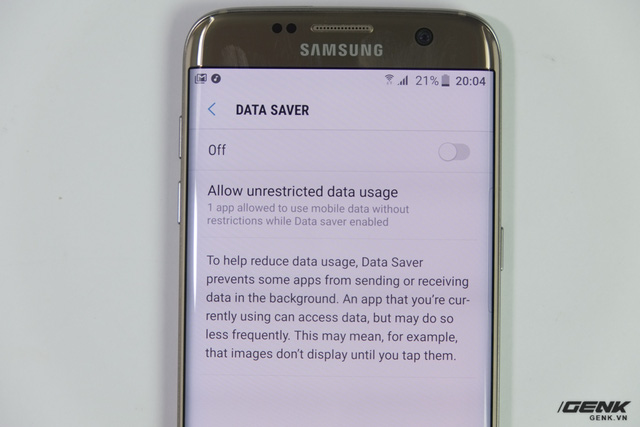 SAMSUNG
21% 20:04
DATA SAVER
Off
Allow unrestricted data usage
1 app allowed to use mobile data without
restrictions while Data saver enabled
To help reduce data usage, Data Saver
prevents some apps from sending or receiving
data in the background. An app that you're cur-
rently using can access data, but may do so
less frequently. This may mean, for example,
that images don't display until you tap them.
/GENK
GENK.VN